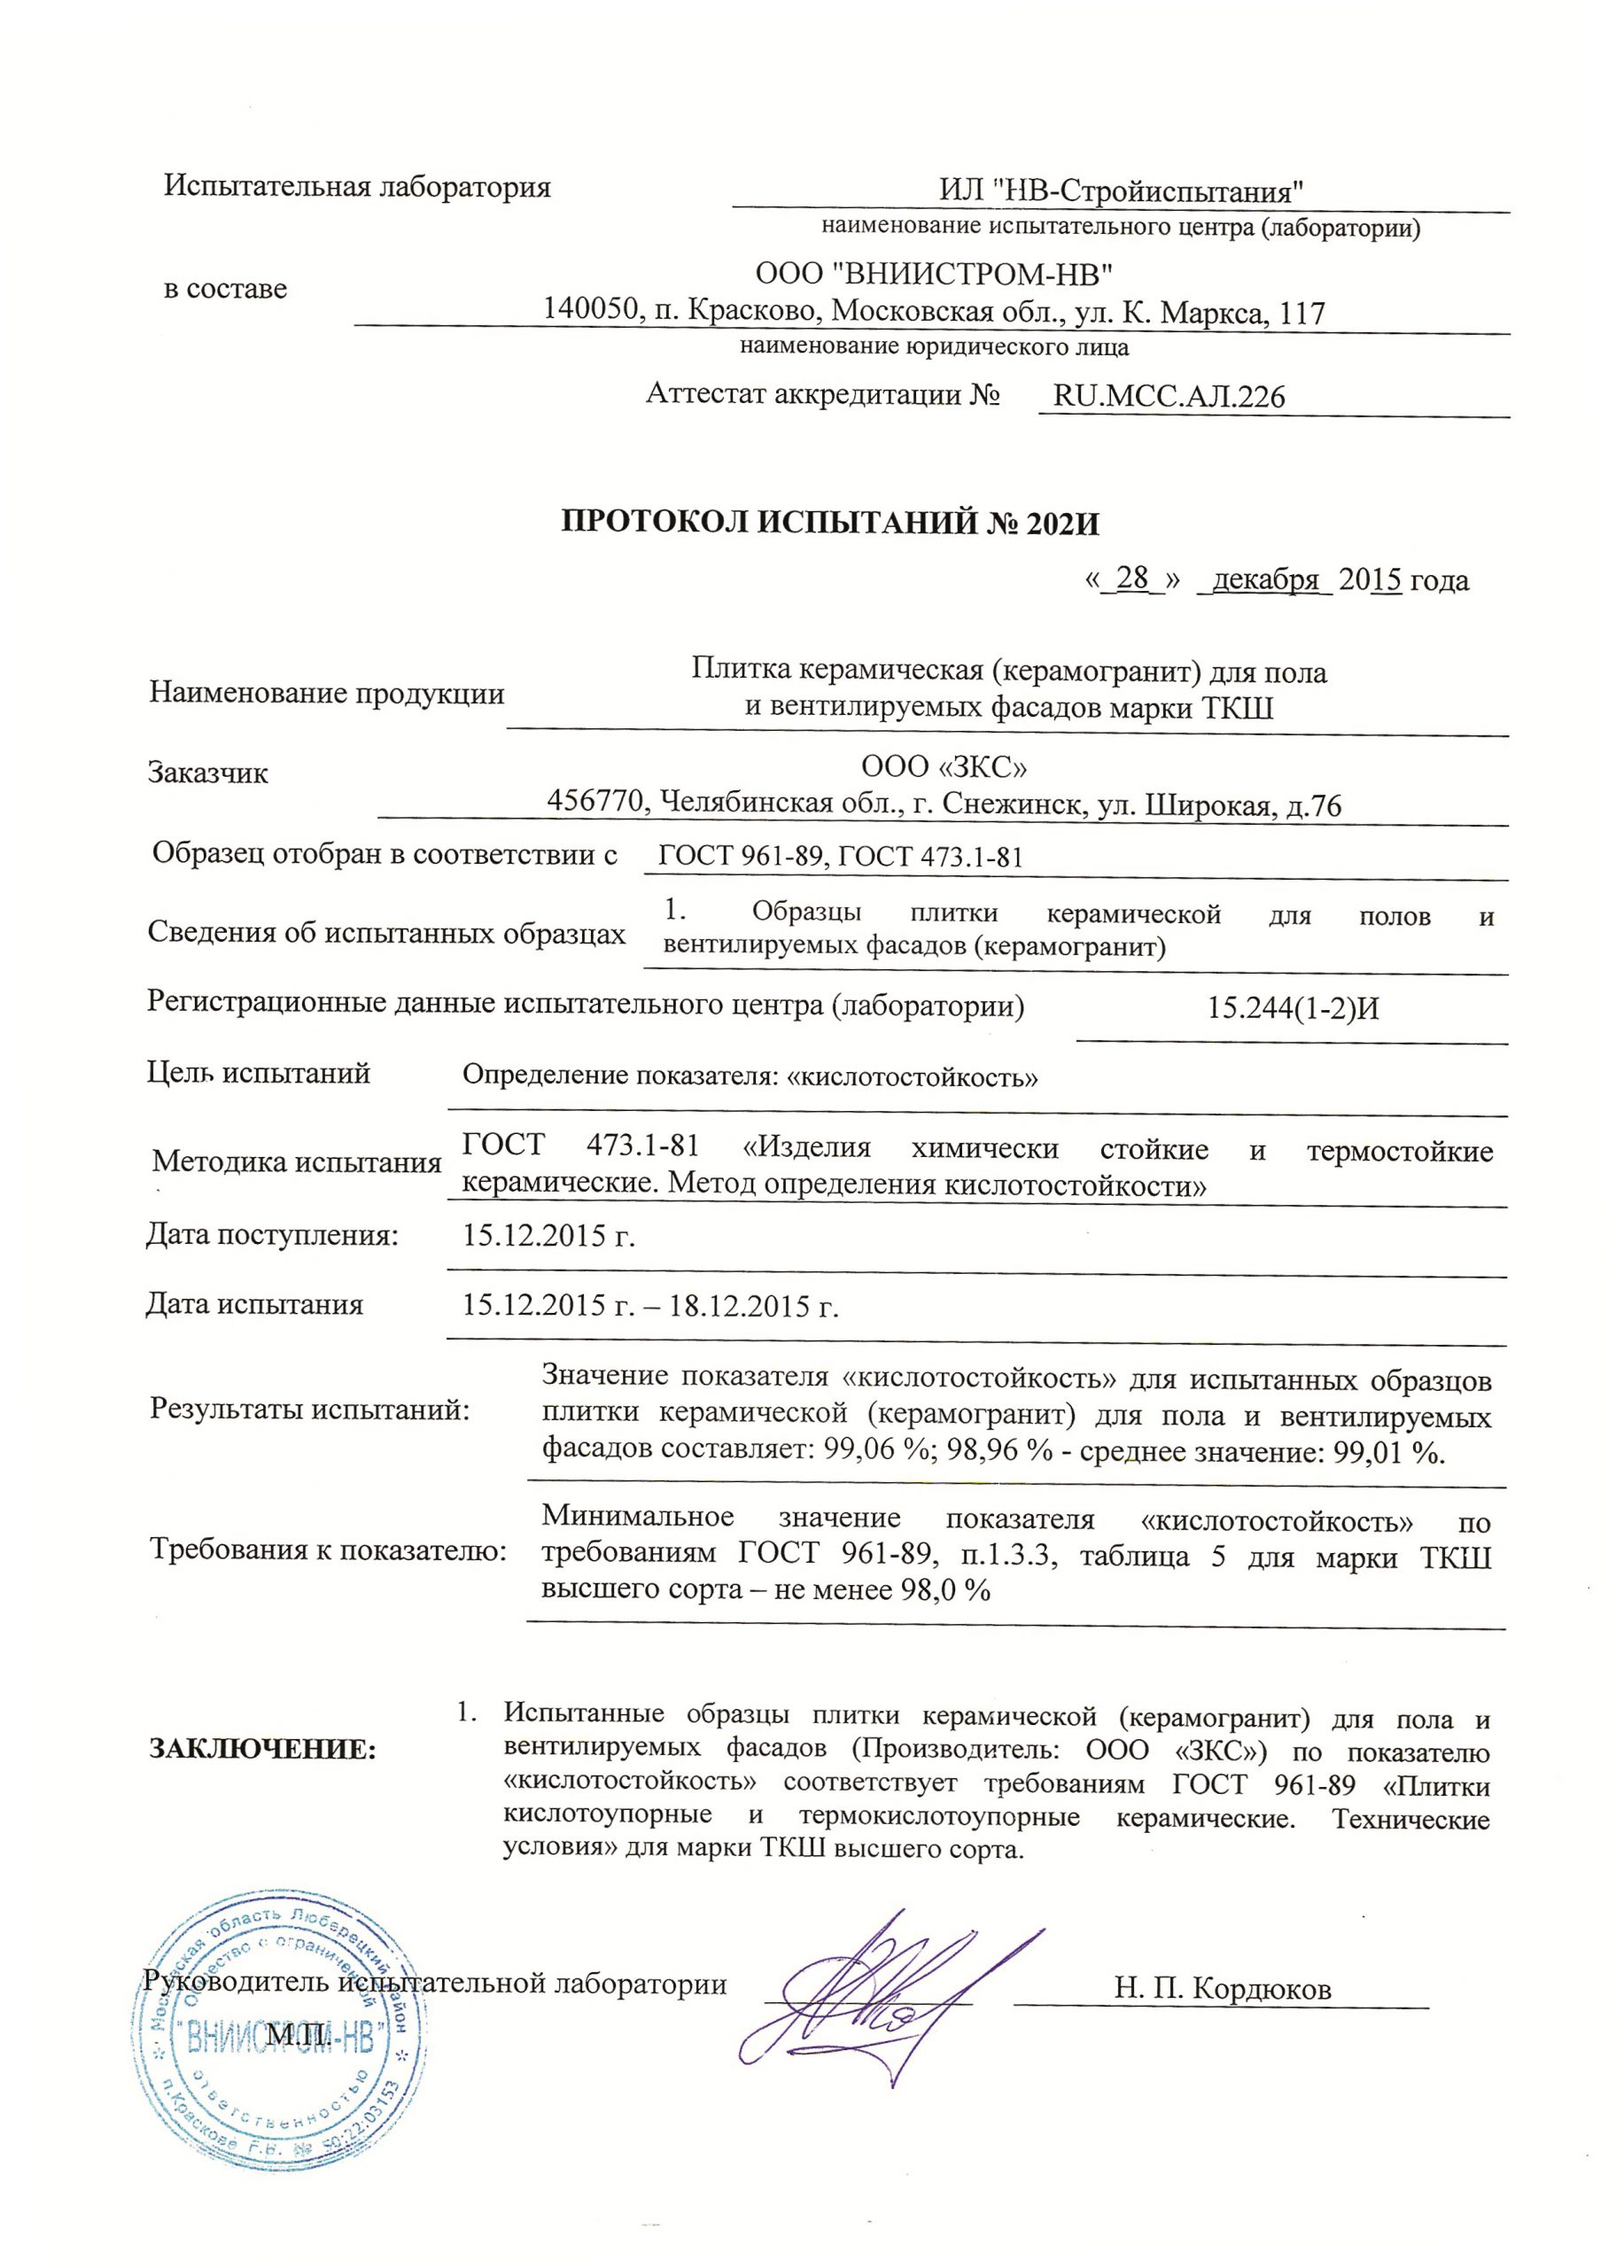 Испытательная лаборатория
ИЛ "НВ-Стройиспытания"
наименование испытательного центра (лаборатории)
в составе
ООО "ВНИИСТРОМ-НВ"
140050, п. Красково, Московская обл., ул. К. Маркса, 117
наименование юридического лица
Аттестат аккредитации № RU.МСС.АЛ.226
ПРОТОКОЛ ИСПЫТАНИЙ № 202И
«_28_» _декабря_ 2015 года
Наименование продукции
Плитка керамическая (керамогранит) для пола
и вентилируемых фасадов марки ТКШ
Заказчик
ООО «ЗКС»
456770, Челябинская обл., г. Снежинск, ул. Широкая, д.76
Образец отобран в соответствии с ГОСТ 961-89, ГОСТ 473.1-81
Сведения об испытанных образцах
1. Образцы плитки керамической для полов и
вентилируемых фасадов (керамогранит)
Регистрационные данные испытательного центра (лаборатории) 15.244(1-2)И
Цель испытаний Определение показателя: «кислотостойкость»
Методика испытания
ГОСТ 473.1-81 «Изделия химически стойкие и термостойкие
керамические. Метод определения кислотостойкости»
Дата поступления: 15.12.2015 г.
Дата испытания 15.12.2015 г. – 18.12.2015 г.
Результаты испытаний:
Значение показателя «кислотостойкость» для испытанных образцов
плитки керамической (керамогранит) для пола и вентилируемых
фасадов составляет: 99,06 %; 98,96 % - среднее значение: 99,01 %.
Требования к показателю:
Минимальное значение показателя «кислотостойкость» по
требованиям ГОСТ 961-89, п.1.3.3, таблица 5 для марки ТКШ
высшего сорта – не менее 98,0 %
ЗАКЛЮЧЕНИЕ:
1. Испытанные образцы плитки керамической (керамогранит) для пола и
вентилируемых фасадов (Производитель: ООО «ЗКС») по показателю
«кислотостойкость» соответствует требованиям ГОСТ 961-89 «Плитки
кислотоупорные и термокислотоупорные керамические. Технические
условия» для марки ТКШ высшего сорта.
Руководитель испытательной лаборатории
Н. П. Кордюков
М.П.
Московская область Люберецкий район
п.Красково Г.Н. № 50:22:03153
Общество с ограниченной
ответственностью
"ВНИИСТРОМ-НВ"